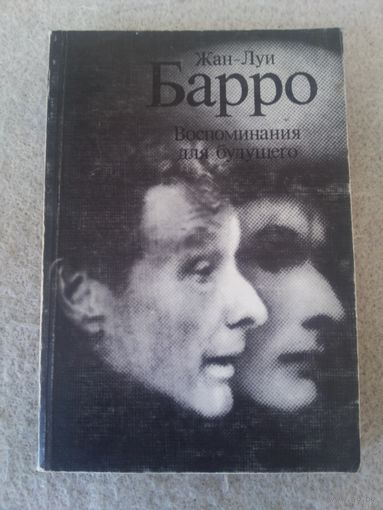 Жан-Луи
Барро
Воспоминания
для будущего